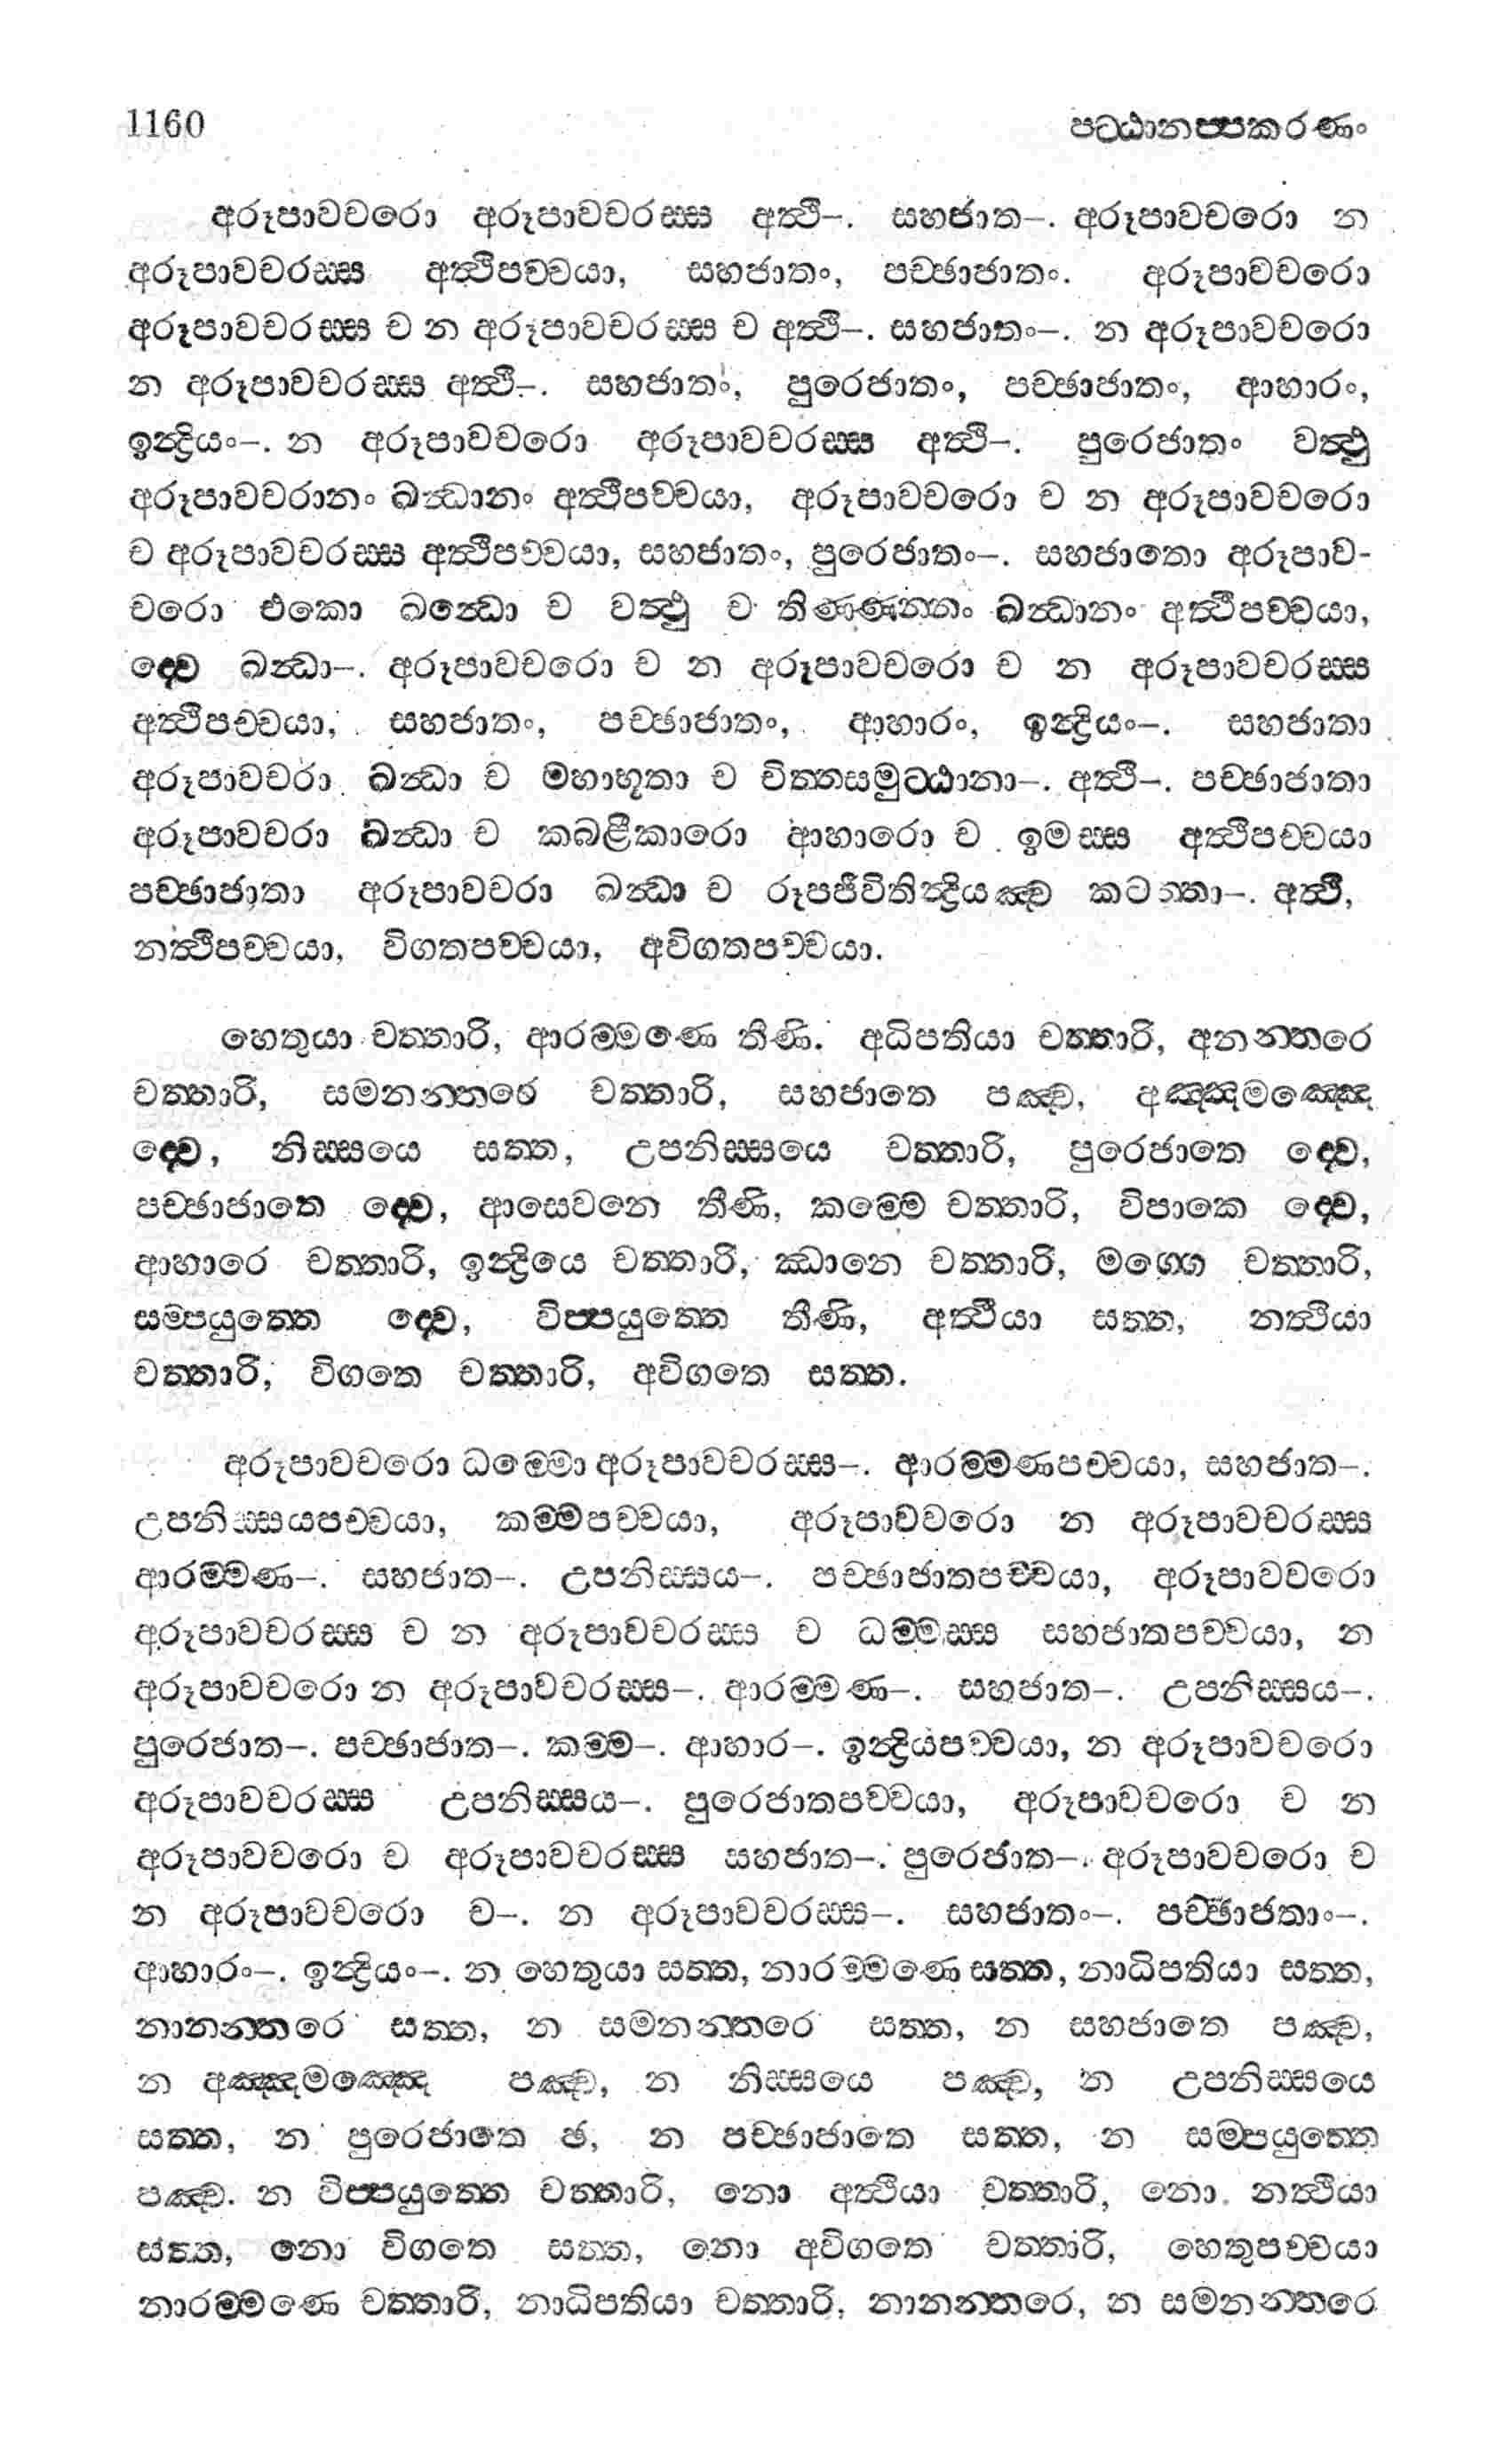 1160 පට්ඨානප්පකරණං
අරූපාවචරො අරූපාවචරස්ස අත්ථි–. සහජාත–. අරූපාවචරො න
අරූපාවචරස්ස අත්ථිපච්චයා, සහජාතං, පච්ඡාජාතං. අරූපාවචරො
අරූපාවචරස්ස ච න අරූපාවචරස්ස ච අත්ථි–. සහජාතං–. න අරූපාවචරො
න අරූපාවචරස්ස අත්ථි–. සහජාතං, පුරෙජාතං, පච්ඡාජාතං, ආහාරං,
ඉන්ද්‍රියං–. න අරූපාවචරො අරූපාවචරස්ස අත්ථි–. පුරෙජාතං වත්ථු
අරූපාවචරානං ඛන්ධානං අත්ථිපච්චයා, අරූපාවචරො ච න අරූපාවචරො
ච අරූපාවචරස්ස අත්ථිපච්චයා, සහජාතං, පුරෙජාතං–. සහජාතො අරූපාව-
චරො එකො ඛන්ධො ච වත්ථු ච තිණ්ණන්නං ඛන්ධානං අත්ථිපච්චයා,
ද්වෙ ඛන්ධා–. අරූපාවචරො ච න අරූපාවචරො ච න අරූපාවචරස්ස
අත්ථිපච්චයා, සහජාතං, පච්ඡාජාතං, ආහාරං, ඉන්ද්‍රියං–. සහජාතා
අරූපාවචරා ඛන්ධා ච මහාභූතා ච චිත්තසමුට්ඨානා–. අත්ථි–. පච්ඡාජාතා
අරූපාවචරා ඛන්ධා ච කබළීකාරො ආහාරො ච ඉමස්ස අත්ථිපච්චයා
පච්ඡාජාතා අරූපාවචරා ඛන්ධා ච රූපජීවිතින්ද්‍රියඤ්ච කටත්තා–. අත්ථි,
නත්ථිපච්චයා, විගතපච්චයා, අවිගතපච්චයා.
හෙතුයා චත්තාරි, ආරම්මණෙ තීණි. අධිපතියා චත්තාරි, අනන්තරෙ
චත්තාරි, සමනන්තරෙ චත්තාරි, සහජාතෙ පඤ්ච, අඤ්ඤමඤ්ඤෙ
ද්වෙ, නිස්සයෙ සත්ත, උපනිස්සයෙ චත්තාරි, පුරෙජාතෙ ද්වෙ,
පච්ඡාජාතෙ ද්වෙ, ආසෙවනෙ තීණි, කම්මෙ චත්තාරි, විපාකෙ ද්වෙ,
ආහාරෙ චත්තාරි, ඉන්ද්‍රියෙ චත්තාරි, ඣානෙ චත්තාරි, මග්ගෙ චත්තාරි,
සම්පයුත්තෙ ද්වෙ, විප්පයුත්තෙ තීණි, අත්ථියා සත්ත, නත්ථියා
චත්තාරි, විගතෙ චත්තාරි, අවිගතෙ සත්ත.
අරූපාවචරො ධම්මො අරූපාවචරස්ස–. ආරම්මණපච්චයා, සහජාත–.
උපනිස්සයපච්චයා, කම්මපච්චයා, අරූපාවචරො න අරූපාවචරස්ස
ආරම්මණ–. සහජාත–. උපනිස්සය–. පච්ඡාජාතපච්චයා, අරූපාවචරො
අරූපාවචරස්ස ච න අරූපාවචරස්ස ච ධම්මස්ස සහජාතපච්චයා, න
අරූපාවචරො න අරූපාවචරස්ස–. ආරම්මණ–. සහජාත–. උපනිස්සය–.
පුරෙජාත–. පච්ඡාජාත–. කම්ම–. ආහාර–. ඉන්ද්‍රියපච්චයා, න අරූපාවචරො
අරූපාවචරස්ස උපනිස්සය–. පුරෙජාතපච්චයා, අරූපාවචරො ච න
අරූපාවචරො ච අරූපාවචරස්ස සහජාත–. පුරෙජාත–. අරූපාවචරො ච
න අරූපාවචරො ච–. න අරූපාවචරස්ස–. සහජාතං–. පච්ඡාජතාං–.
ආහාරං–. ඉන්ද්‍රියං–. න හෙතුයා සත්ත, නාරම්මණෙ සත්ත, නාධිපතියා සත්ත,
නානන්තරෙ සත්ත, න සමනන්තරෙ සත්ත, න සහජාතෙ පඤ්ච,
න අඤ්ඤමඤ්ඤෙ පඤ්ච, න නිස්සයෙ පඤ්ච, න උපනිස්සයෙ
සත්ත, න පුරෙජාතෙ ඡ, න පච්ඡාජාතෙ සත්ත, න සම්පයුත්තෙ
පඤ්ච. න විප්පයුත්තෙ චත්තාරි, නො අත්ථියා චත්තාරි, නො නත්ථියා
සත්ත, නො විගතෙ සත්ත, නො අවිගතෙ චත්තාරි, හෙතුපච්චයා
නාරම්මණෙ චත්තාරි, නාධිපතියා චත්තාරි, නානන්තරෙ, න සමනන්තරෙ